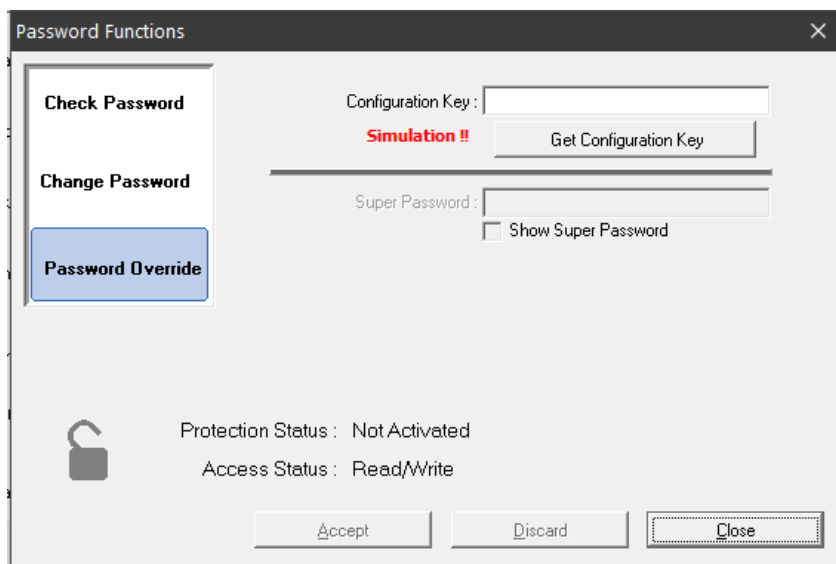 Password Functions
Check Password
Change Password
Password Override
Configuration Key :
Simulation !!
Get Configuration Key
Super Password :
Show Super Password
Protection Status : Not Activated
Access Status : Read/Write
Accept
Discard
Close